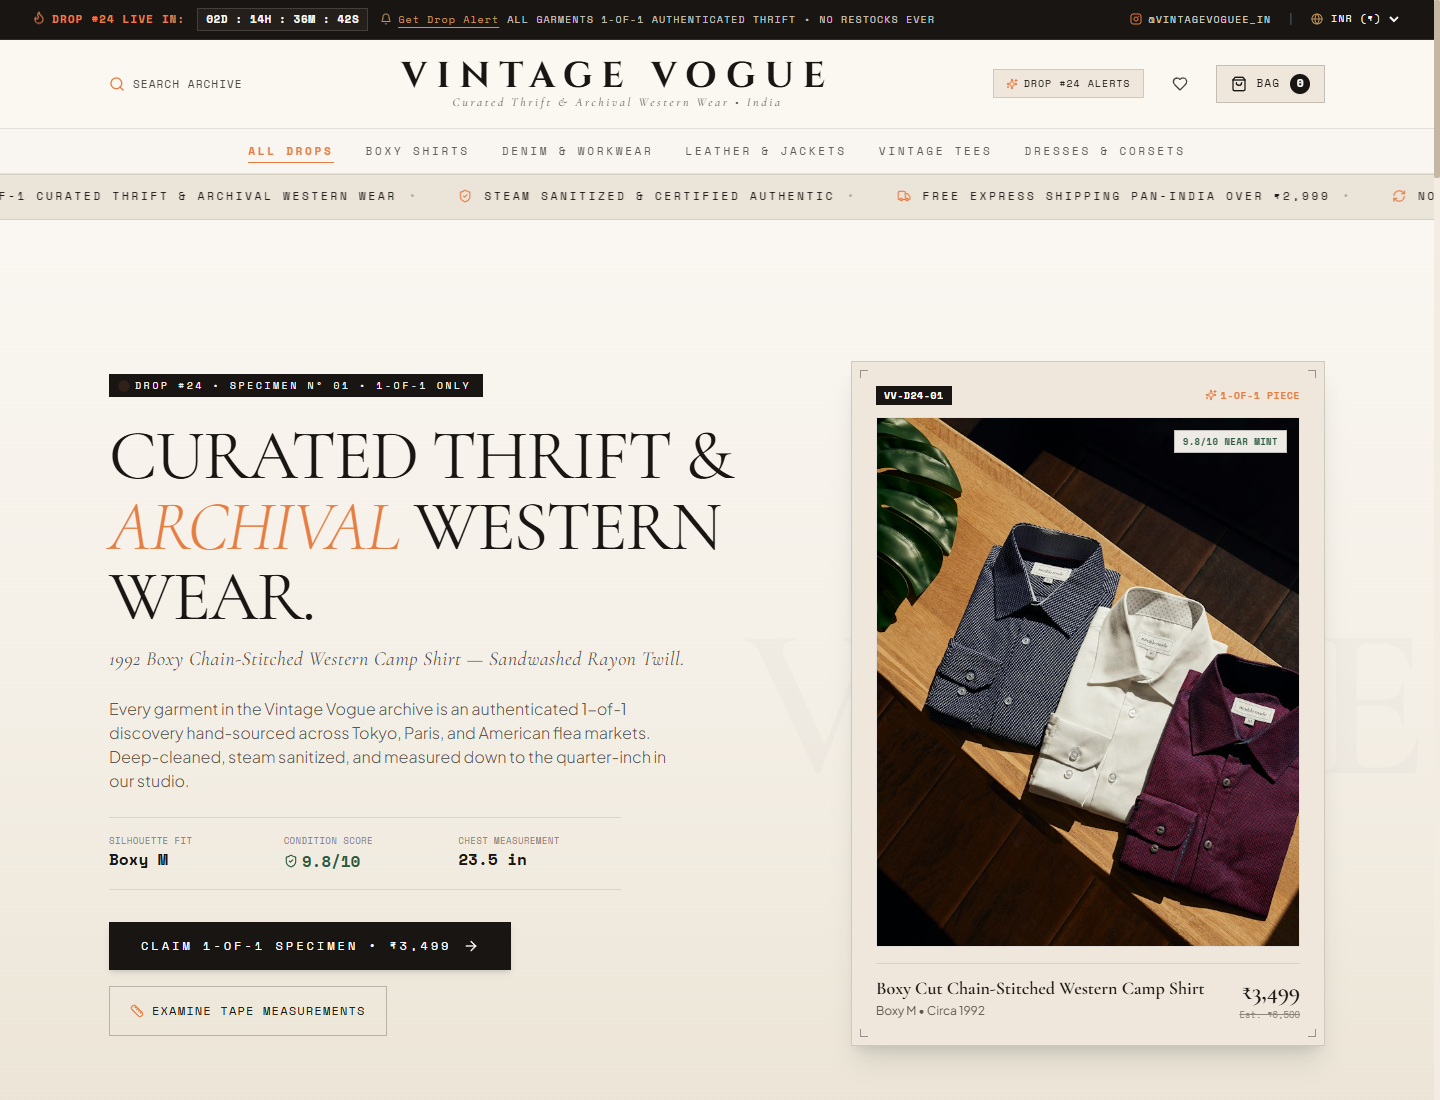 DROP #24 LIVE IN: 02D : 14H : 36M : 42S Get Drop Alert ALL GARMENTS 1-OF-1 AUTHENTICATED THRIFT • NO RESTOCKS EVER @VINTAGEVOGUEE_IN | INR (₹)
SEARCH ARCHIVE
VINTAGE VOGUE
Curated Thrift & Archival Western Wear • India
DROP #24 ALERTS
BAG 0
ALL DROPS BOXY SHIRTS DENIM & WORKWEAR LEATHER & JACKETS VINTAGE TEES DRESSES & CORSETS
F-1 CURATED THRIFT & ARCHIVAL WESTERN WEAR • STEAM SANITIZED & CERTIFIED AUTHENTIC • FREE EXPRESS SHIPPING PAN-INDIA OVER ₹2,999 • NO
DROP #24 • SPECIMEN N° 01 • 1-OF-1 ONLY
CURATED THRIFT &
ARCHIVAL WESTERN
WEAR.
1992 Boxy Chain-Stitched Western Camp Shirt — Sandwashed Rayon Twill.
Every garment in the Vintage Vogue archive is an authenticated 1-of-1
discovery hand-sourced across Tokyo, Paris, and American flea markets.
Deep-cleaned, steam sanitized, and measured down to the quarter-inch in
our studio.
SILHOUETTE FIT CONDITION SCORE CHEST MEASUREMENT
Boxy M 9.8/10 23.5 in
CLAIM 1-OF-1 SPECIMEN • ₹3,499
EXAMINE TAPE MEASUREMENTS
VV-D24-01
1-OF-1 PIECE
9.8/10 NEAR MINT
Boxy Cut Chain-Stitched Western Camp Shirt
Boxy M • Circa 1992
₹3,499
Est. ₹8,500
V E